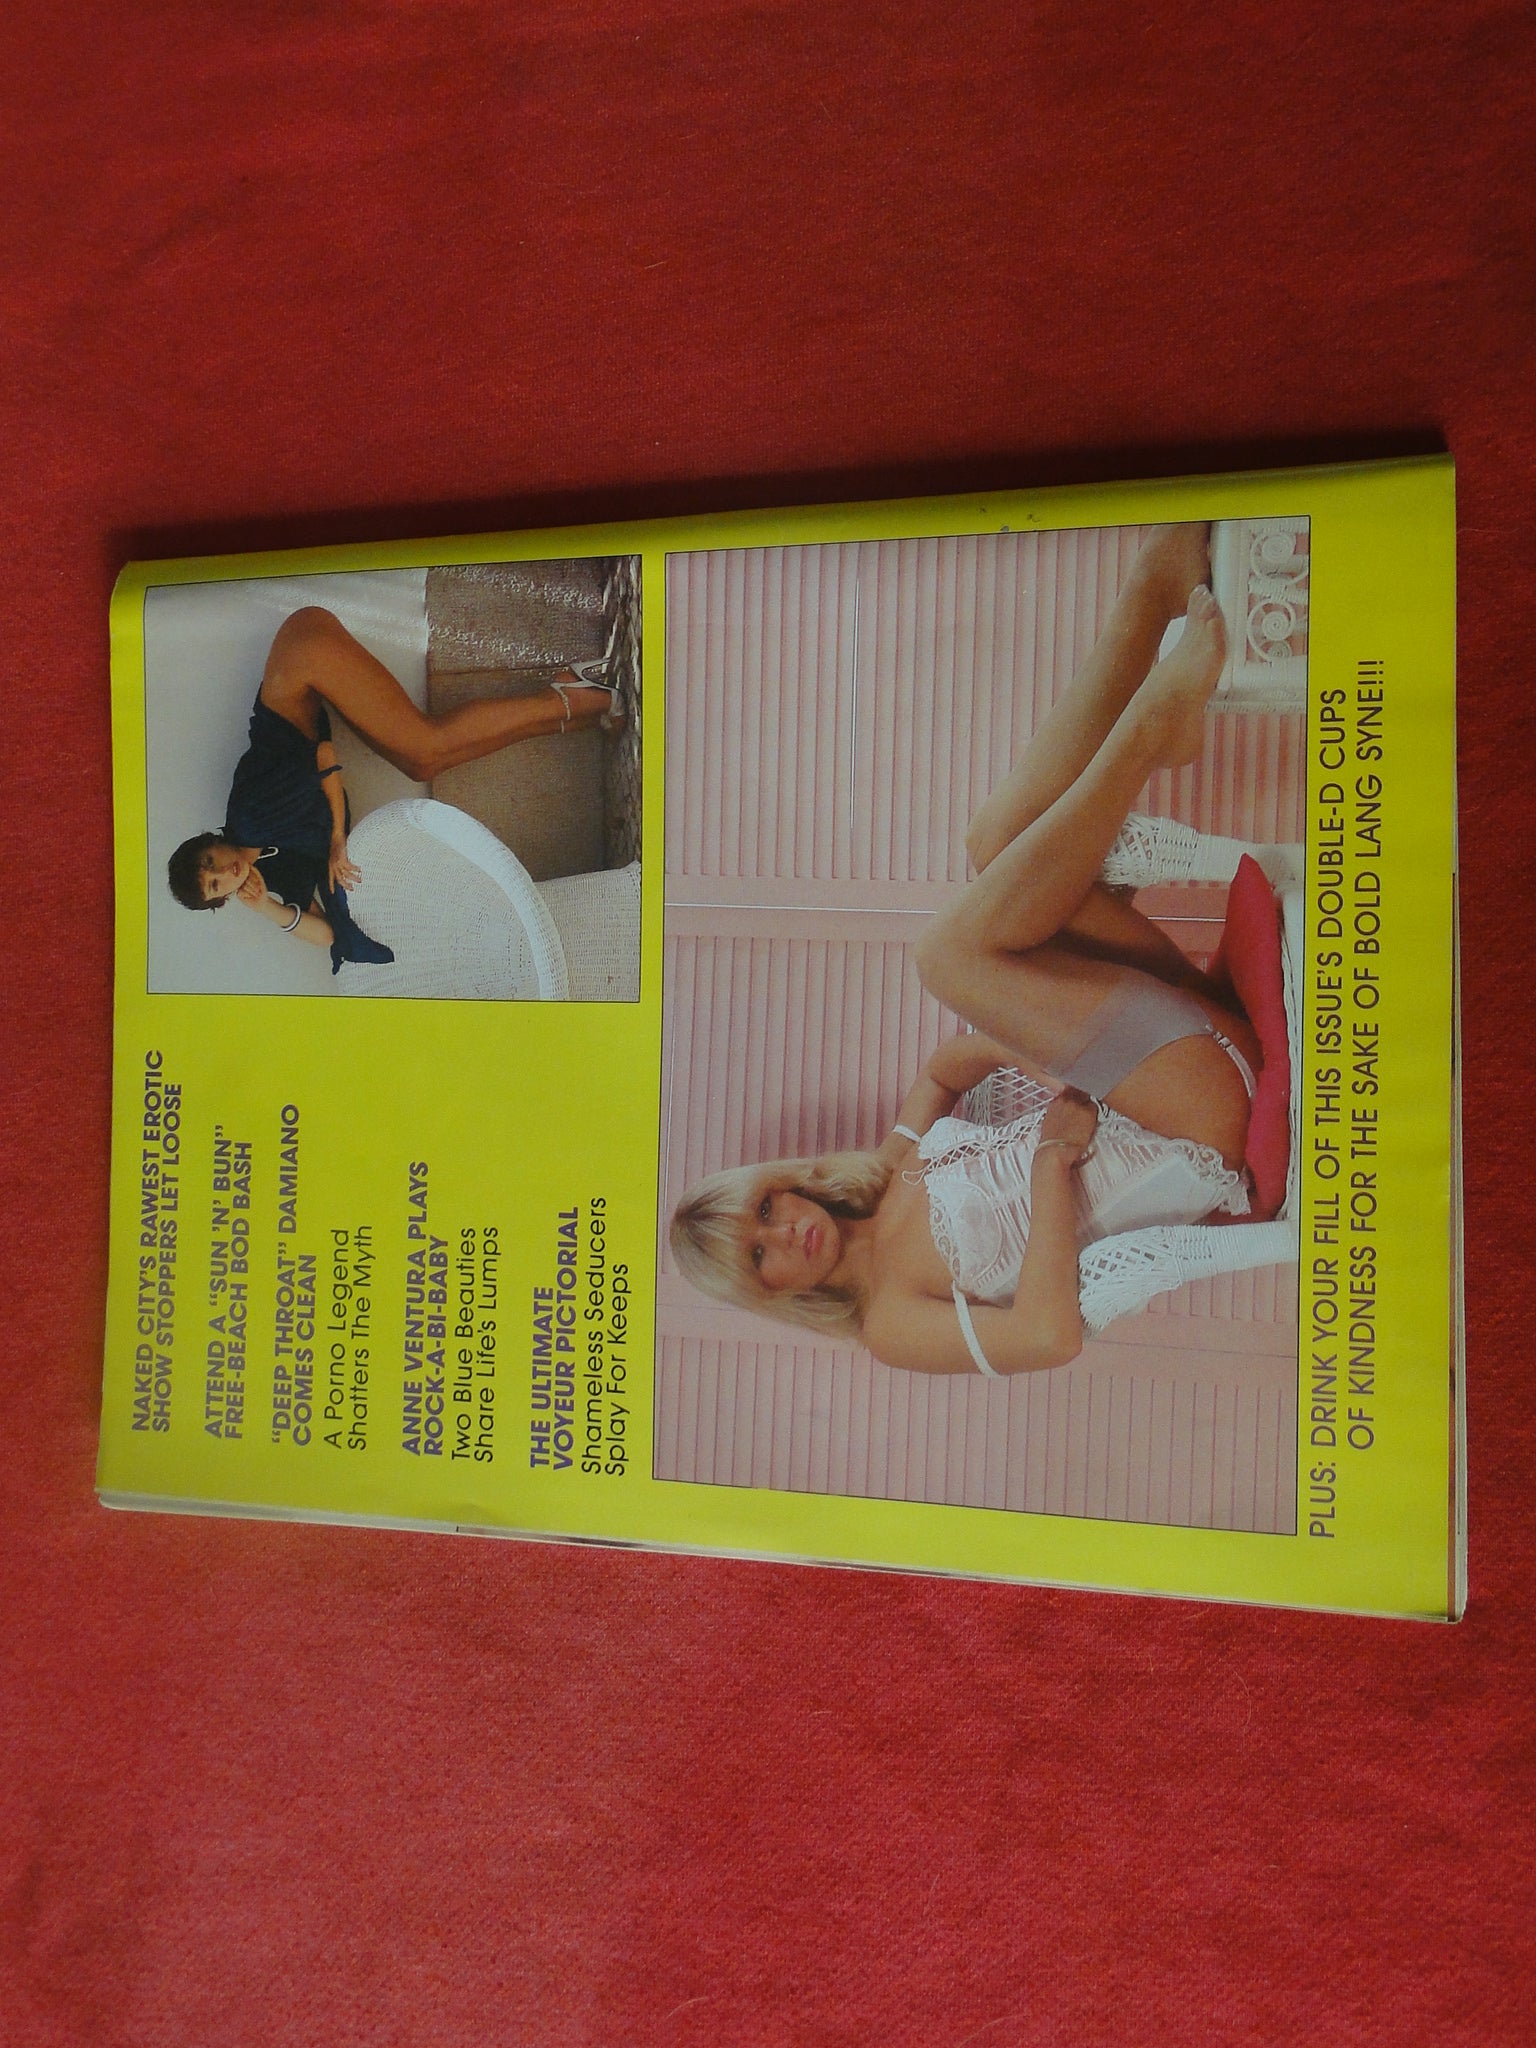 NAKED CITY'S RAWEST EROTIC
SHOW STOPPERS LET LOOSE
ATTEND A "SUN 'N' BUN"
FREE-BEACH BOD BASH
"DEEP THROAT" DAMIANO
COMES CLEAN
A Porno Legend
Shatters The Myth
ANNE VENTURA PLAYS
ROCK-A-BI-BABY
Two Blue Beauties
Share Life's Lumps
THE ULTIMATE
VOYEUR PICTORIAL
Shameless Seducers
Splay For Keeps
PLUS: DRINK YOUR FILL OF THIS ISSUE'S DOUBLE-D CUPS
OF KINDNESS FOR THE SAKE OF BOLD LANG SYNE!!!